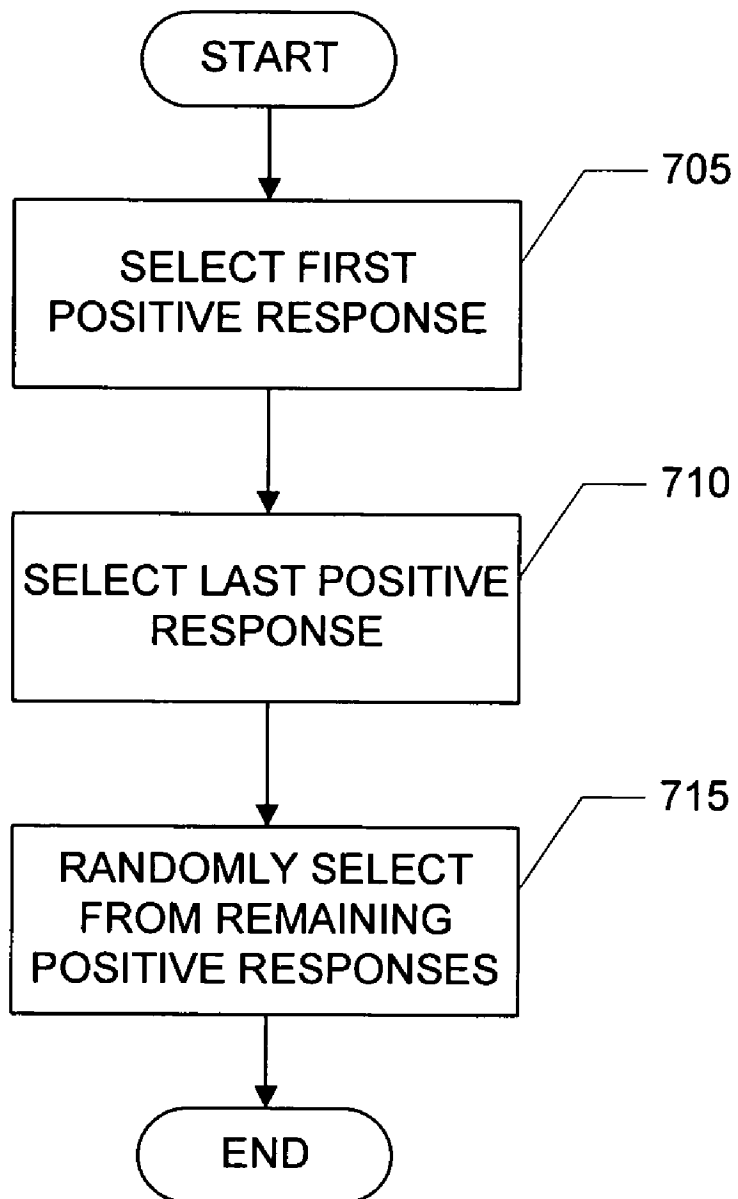 START
705
SELECT FIRST
POSITIVE RESPONSE
710
SELECT LAST POSITIVE
RESPONSE
715
RANDOMLY SELECT
FROM REMAINING
POSITIVE RESPONSES
END